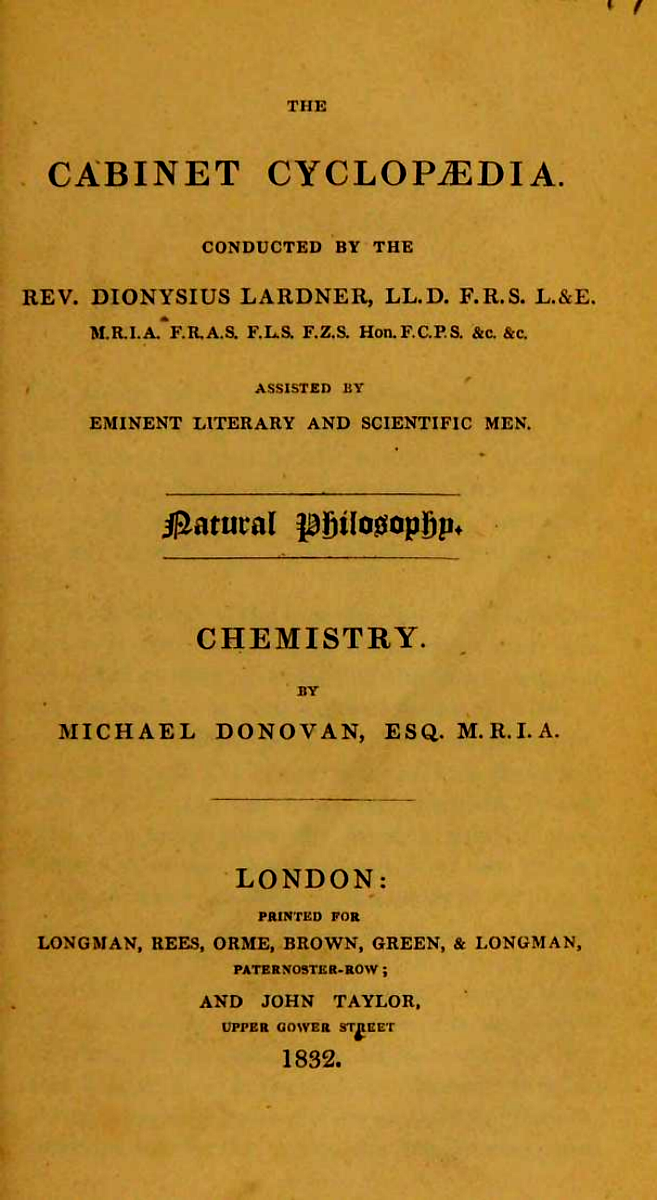 THE
CABINET CYCLOPÆDIA.
CONDUCTED BY THE
REV. DIONYSIUS LARDNER, LL.D. F.R.S. L.&E.
M.R.I.A. F.R.A.S. F.L.S. F.Z.S. Hon. F.C.P.S. &c. &c.
ASSISTED BY
EMINENT LITERARY AND SCIENTIFIC MEN.
Natural Philosophy.
CHEMISTRY.
BY
MICHAEL DONOVAN, ESQ. M.R.I.A.
LONDON:
PRINTED FOR
LONGMAN, REES, ORME, BROWN, GREEN, & LONGMAN,
PATERNOSTER-ROW;
AND JOHN TAYLOR,
UPPER GOWER STREET
1832.